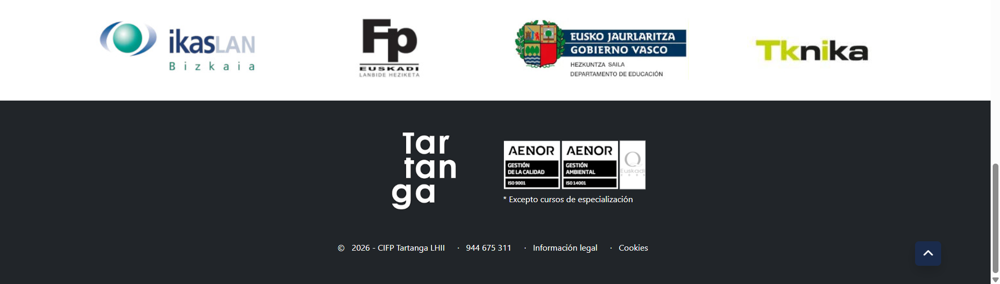 ikasLAN
Bizkaia
Fp
EUSKADI
LANBIDE HEZIKETA
EUSKO JAURLARITZA
GOBIERNO VASCO
HEZKUNTZA SAILA
DEPARTAMENTO DE EDUCACIÓN
Tknika
Tar
tan
ga
AENOR
GESTIÓN
DE LA CALIDAD
ISO 9001
AENOR
GESTIÓN
AMBIENTAL
ISO 14001
Q
Euskadi
* Excepto cursos de especialización
© 2026 - CIFP Tartanga LHII · 944 675 311 · Información legal · Cookies